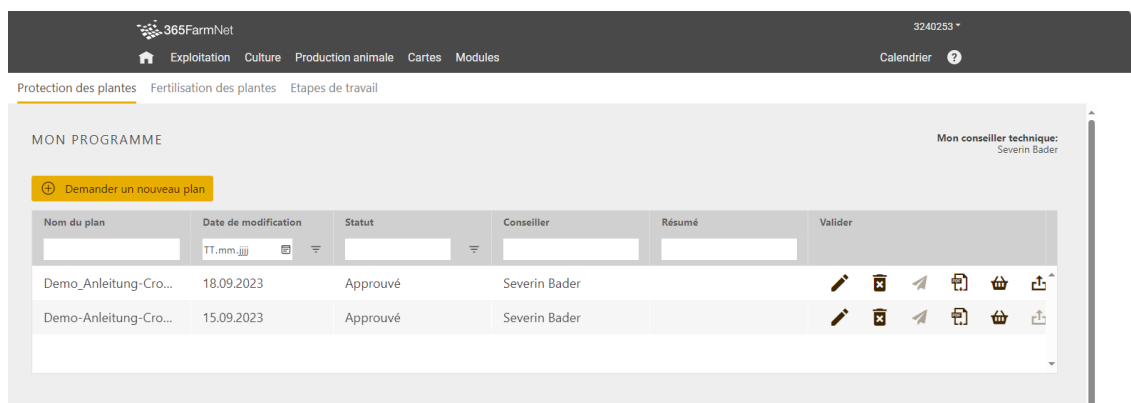 365FarmNet
3240253
Exploitation Culture Production animale Cartes Modules
Calendrier ?
Protection des plantes Fertilisation des plantes Etapes de travail
MON PROGRAMME
Mon conseiller technique:
Severin Bader
Demander un nouveau plan
Nom du plan Date de modification Statut Conseiller Résumé Valider
TT.mm.jjjj
Demo_Anleitung-Cro... 18.09.2023 Approuvé Severin Bader
Demo-Anleitung-Cro... 15.09.2023 Approuvé Severin Bader